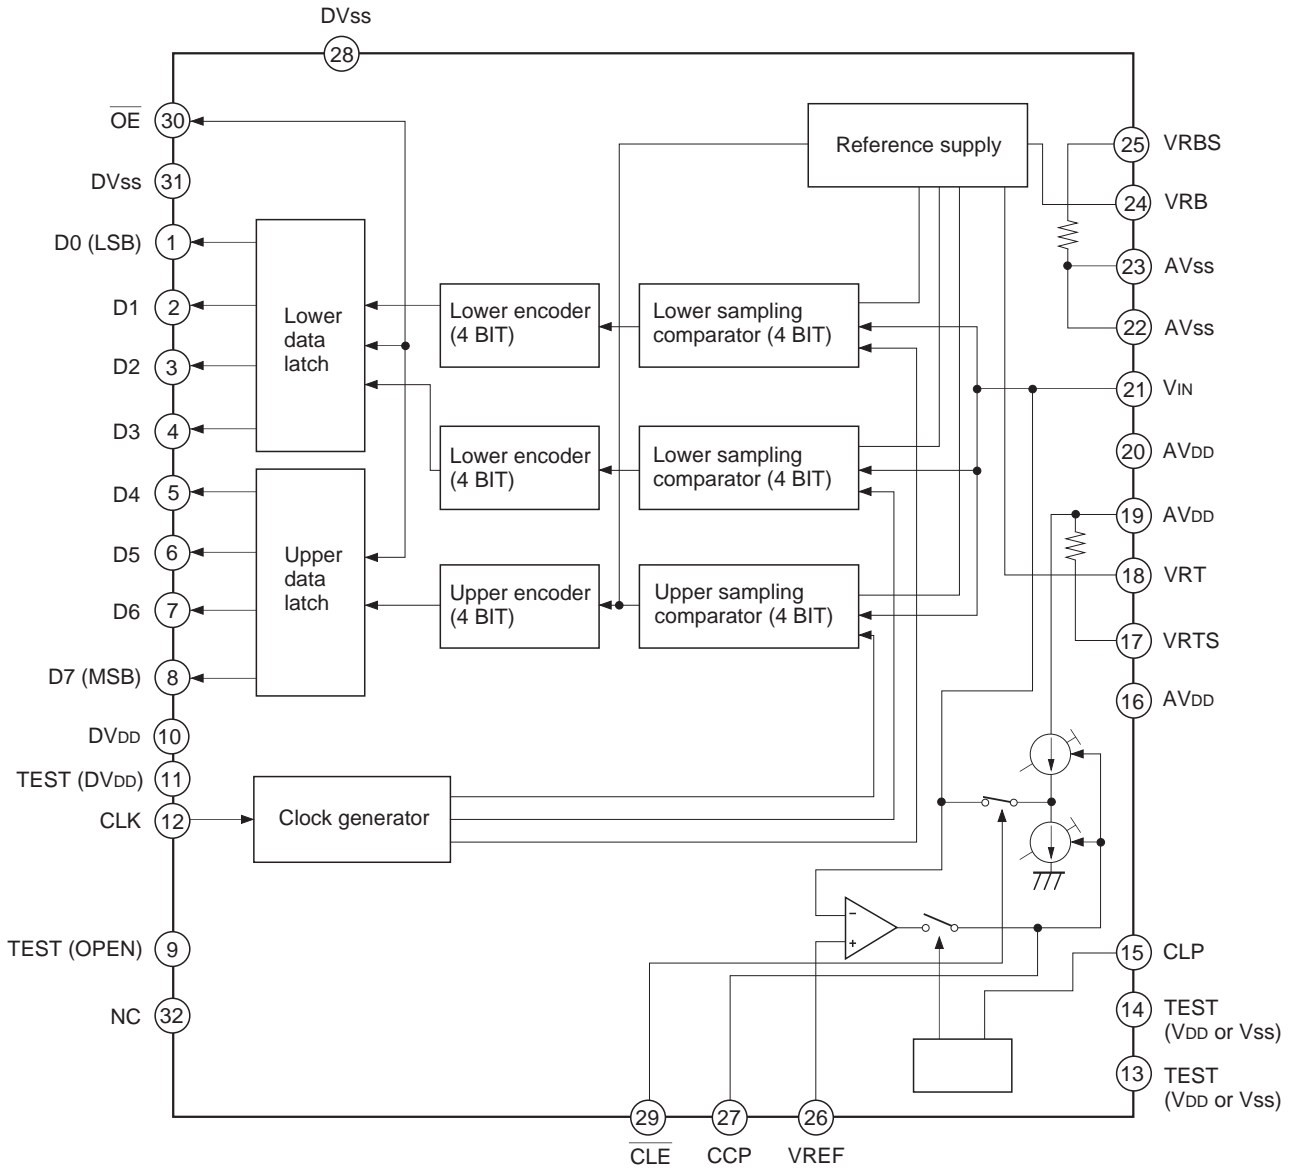 DVss
28
OE
30
DVss
31
D0 (LSB)
1
D1
2
D2
3
D3
4
D4
5
D5
6
D6
7
D7 (MSB)
8
DVDD
10
TEST (DVDD)
11
CLK
12
TEST (OPEN)
9
NC
32
Lower
data
latch
Upper
data
latch
Clock generator
Lower encoder
(4 BIT)
Lower encoder
(4 BIT)
Upper encoder
(4 BIT)
Lower sampling
comparator (4 BIT)
Lower sampling
comparator (4 BIT)
Upper sampling
comparator (4 BIT)
Reference supply
25
VRBS
24
VRB
23
AVss
22
AVss
21
VIN
20
AVDD
19
AVDD
18
VRT
17
VRTS
16
AVDD
15
CLP
14
TEST
(VDD or Vss)
13
TEST
(VDD or Vss)
−
+
29
CLE
27
CCP
26
VREF